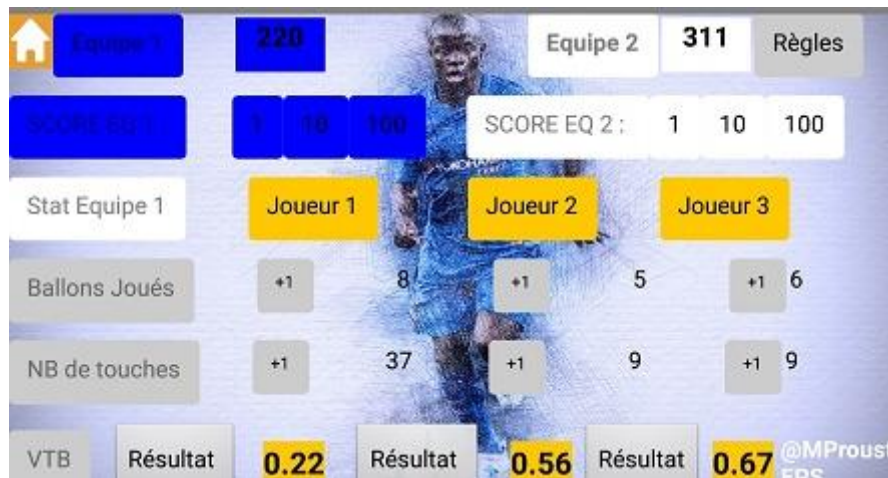 Equipe 1 220 Equipe 2 311 Règles
SCORE EQ 1 : 1 10 100 SCORE EQ 2 : 1 10 100
Stat Equipe 1 Joueur 1 Joueur 2 Joueur 3
Ballons Joués +1 8 +1 5 +1 6
NB de touches +1 37 +1 9 +1 9
VTB Résultat 0.22 Résultat 0.56 Résultat 0.67 @MProust
EPS